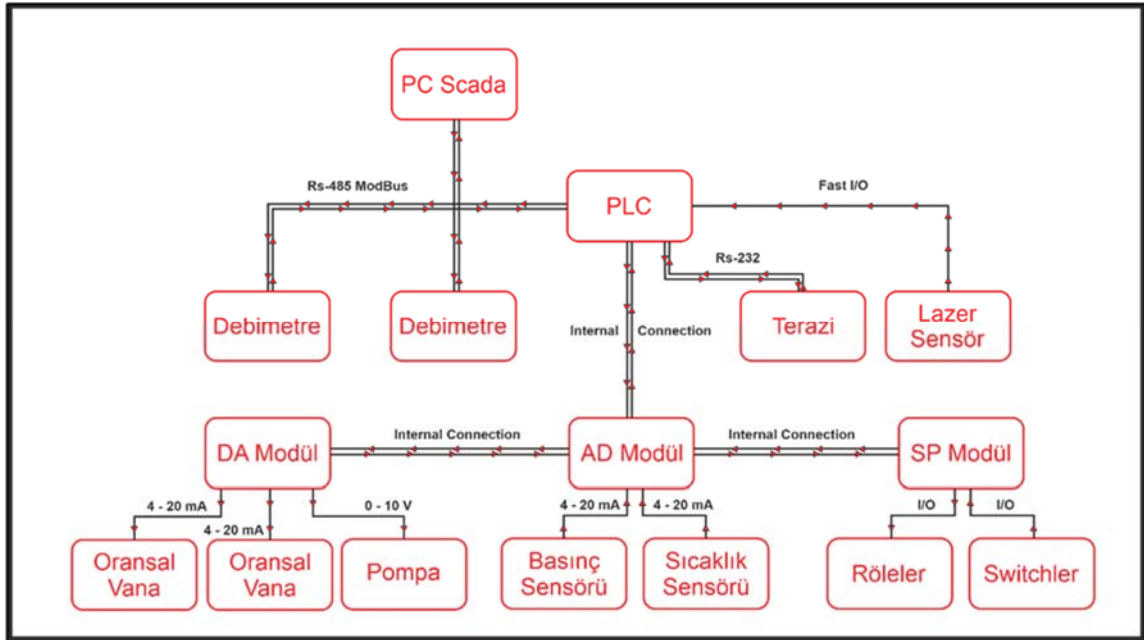 PC Scada
Rs-485 ModBus
PLC
Fast I/O
Rs-232
Debimetre
Debimetre
Internal Connection
Terazi
Lazer
Sensör
DA Modül
Internal Connection
AD Modül
Internal Connection
SP Modül
4 - 20 mA
4 - 20 mA
0 - 10 V
4 - 20 mA
4 - 20 mA
I/O
I/O
Oransal
Vana
Oransal
Vana
Pompa
Basınç
Sensörü
Sıcaklık
Sensörü
Röleler
Switchler